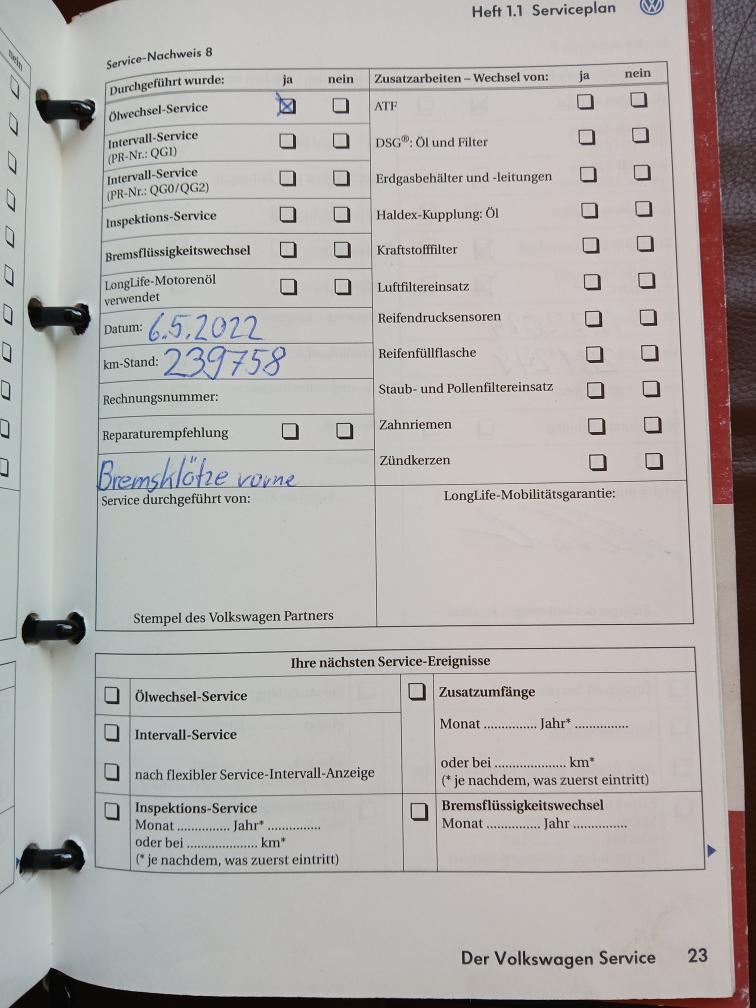 nein
Heft 1.1 Serviceplan
Service-Nachweis 8
Durchgeführt wurde: ja nein
Ölwechsel-Service
Intervall-Service
(PR-Nr.: QG1)
Intervall-Service
(PR-Nr.: QG0/QG2)
Inspektions-Service
Bremsflüssigkeitswechsel
LongLife-Motorenöl
verwendet
Datum: 6.5.2022
km-Stand: 239758
Rechnungsnummer:
Reparaturempfehlung
Bremsklötze vorne
Zusatzarbeiten – Wechsel von: ja nein
ATF
DSG®: Öl und Filter
Erdgasbehälter und -leitungen
Haldex-Kupplung: Öl
Kraftstofffilter
Luftfiltereinsatz
Reifendrucksensoren
Reifenfüllflasche
Staub- und Pollenfiltereinsatz
Zahnriemen
Zündkerzen
Service durchgeführt von:
Stempel des Volkswagen Partners
LongLife-Mobilitätsgarantie:
Ihre nächsten Service-Ereignisse
Ölwechsel-Service
Intervall-Service
nach flexibler Service-Intervall-Anzeige
Inspektions-Service
Monat ............... Jahr* ...............
oder bei .................... km*
(* je nachdem, was zuerst eintritt)
Zusatzumfänge
Monat ............... Jahr* ...............
oder bei .................... km*
(* je nachdem, was zuerst eintritt)
Bremsflüssigkeitswechsel
Monat ............... Jahr ...............
Der Volkswagen Service 23